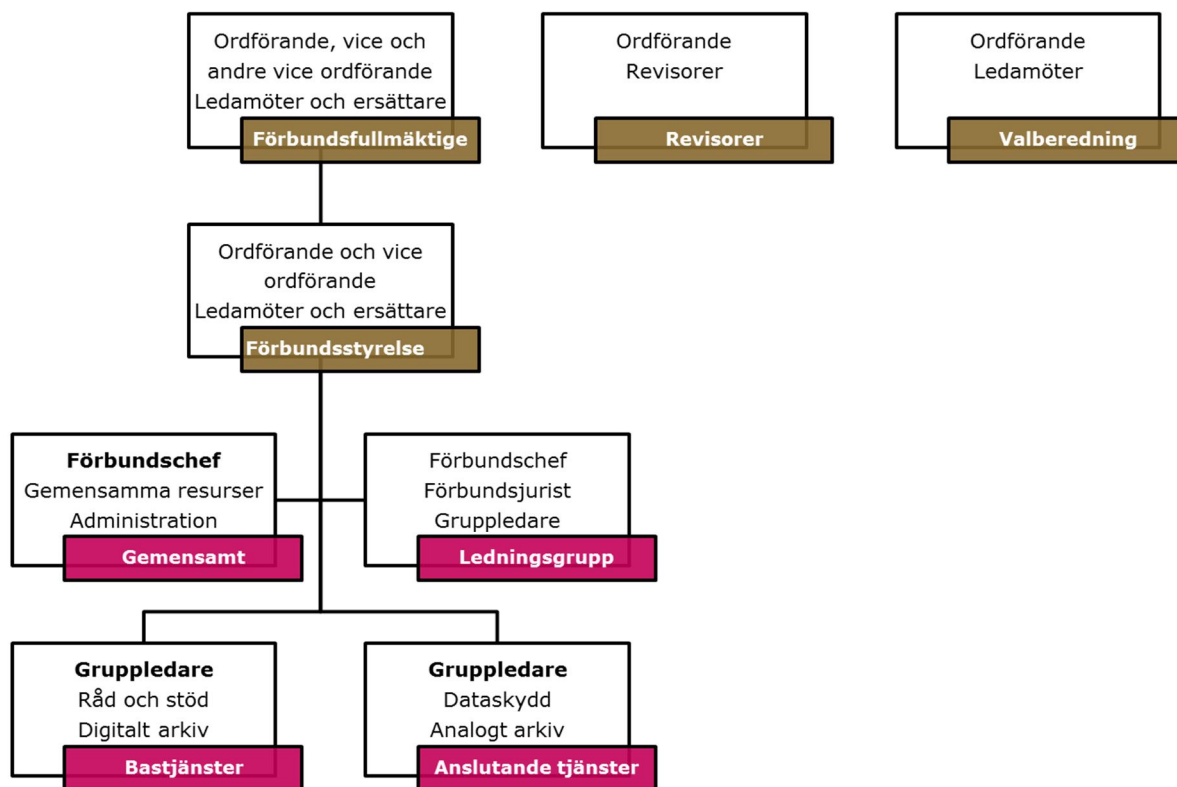 Ordförande, vice och
andre vice ordförande
Ledamöter och ersättare
Förbundsfullmäktige
Ordförande
Revisorer
Revisorer
Ordförande
Ledamöter
Valberedning
Ordförande och vice
ordförande
Ledamöter och ersättare
Förbundsstyrelse
Förbundschef
Gemensamma resurser
Administration
Gemensamt
Förbundschef
Förbundsjurist
Gruppledare
Ledningsgrupp
Gruppledare
Råd och stöd
Digitalt arkiv
Bastjänster
Gruppledare
Dataskydd
Analogt arkiv
Anslutande tjänster